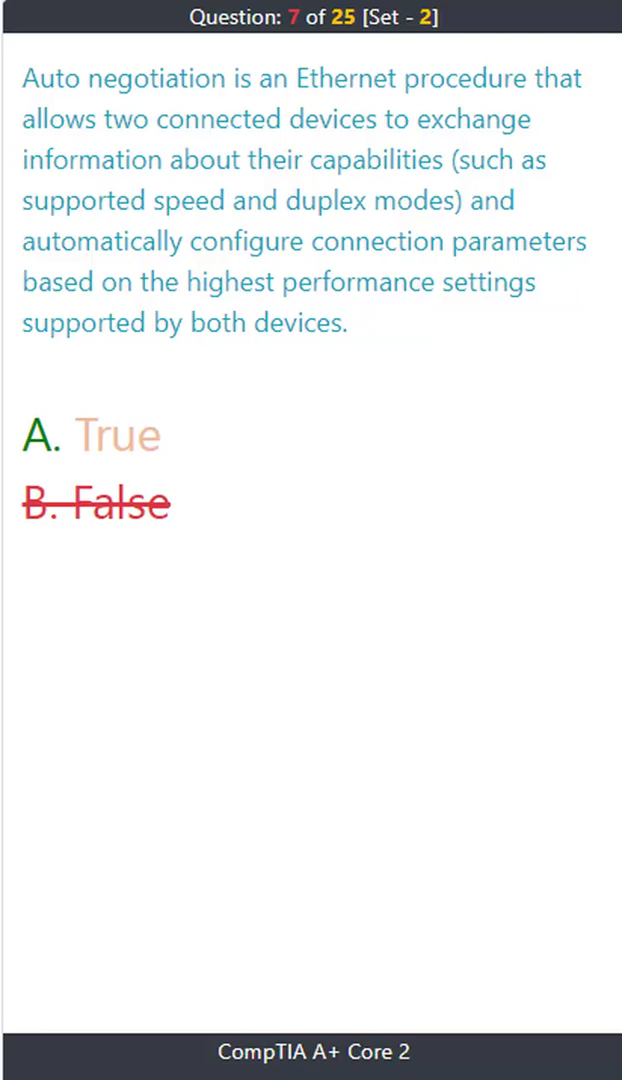 Question: 7 of 25 [Set - 2]
Auto negotiation is an Ethernet procedure that
allows two connected devices to exchange
information about their capabilities (such as
supported speed and duplex modes) and
automatically configure connection parameters
based on the highest performance settings
supported by both devices.
A. True
B. False
CompTIA A+ Core 2